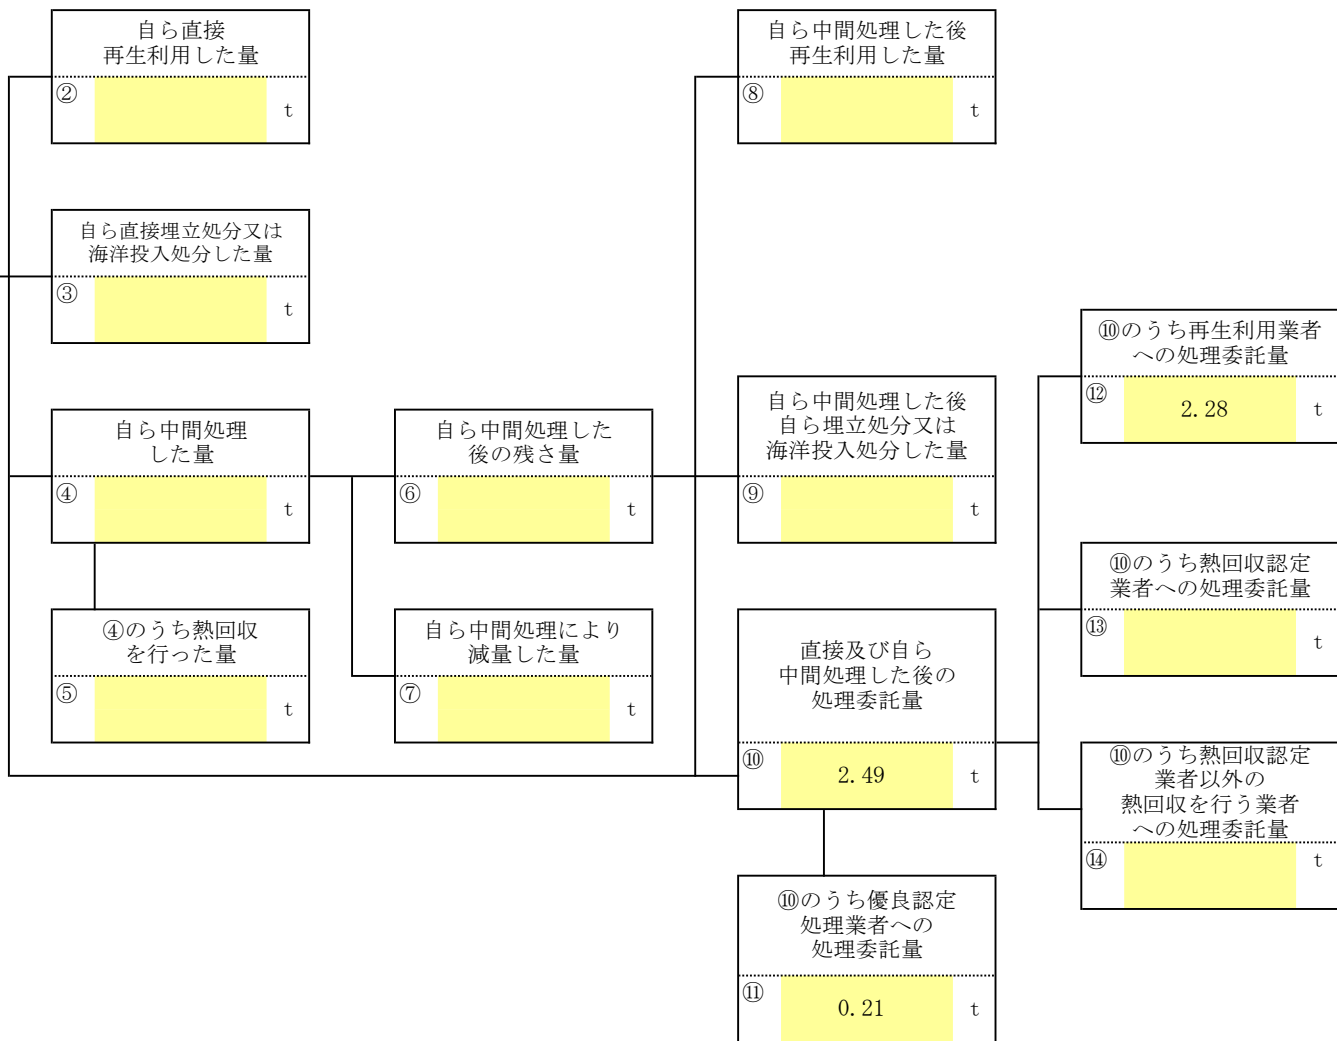 自ら直接
再生利用した量
②
t
自ら中間処理した後
再生利用した量
⑧
t
自ら直接埋立処分又は
海洋投入処分した量
③
t
⑩のうち再生利用業者
への処理委託量
⑫
2.28
t
自ら中間処理
した量
④
t
自ら中間処理した
後の残さ量
⑥
t
自ら中間処理した後
自ら埋立処分又は
海洋投入処分した量
⑨
t
⑩のうち熱回収認定
業者への処理委託量
⑬
t
④のうち熱回収
を行った量
⑤
t
自ら中間処理により
減量した量
⑦
t
直接及び自ら
中間処理した後の
処理委託量
⑩
2.49
t
⑩のうち熱回収認定
業者以外の
熱回収を行う業者
への処理委託量
⑭
t
⑩のうち優良認定
処理業者への
処理委託量
⑪
0.21
t